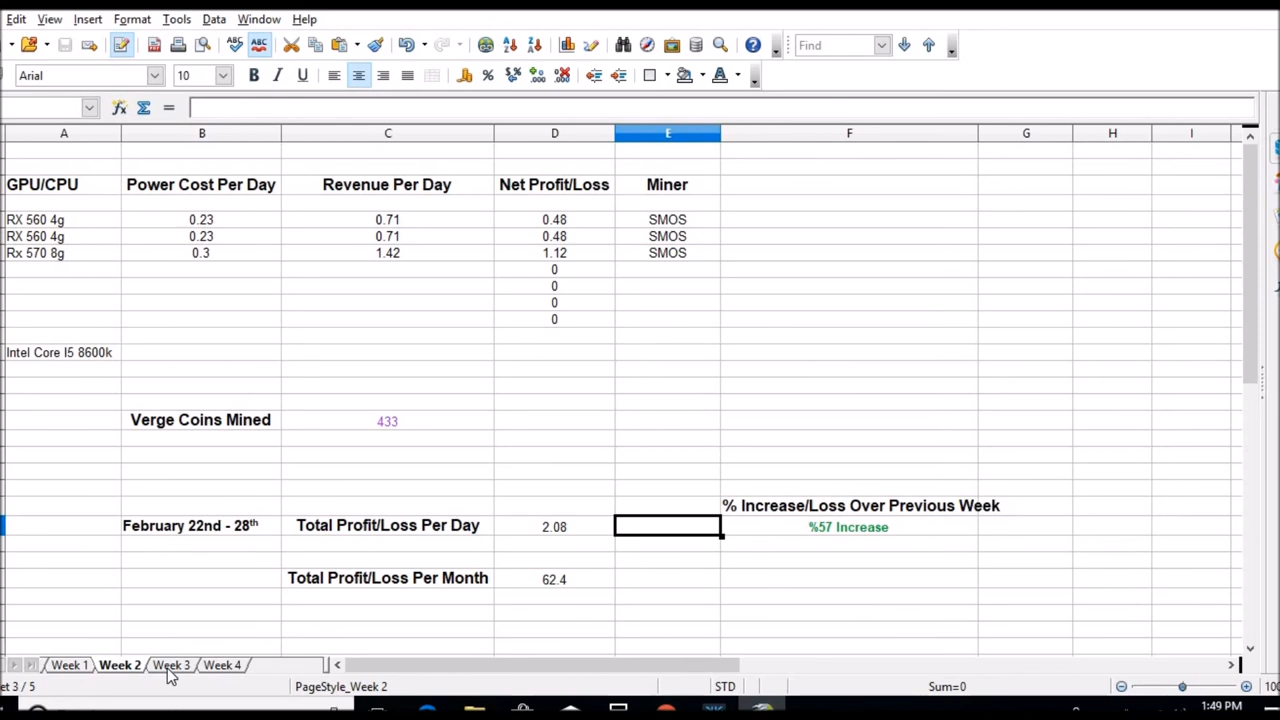 Edit View Insert Format Tools Data Window Help
ABC ABC Find
Arial 10 B I U
A B C D E F G H I
GPU/CPU Power Cost Per Day Revenue Per Day Net Profit/Loss Miner
RX 560 4g 0.23 0.71 0.48 SMOS
RX 560 4g 0.23 0.71 0.48 SMOS
Rx 570 8g 0.3 1.42 1.12 SMOS
0
0
0
0
Intel Core I5 8600k
Verge Coins Mined 433
% Increase/Loss Over Previous Week
February 22nd - 28th Total Profit/Loss Per Day 2.08 %57 Increase
Total Profit/Loss Per Month 62.4
Week 1 Week 2 Week 3 Week 4
et 3 / 5 PageStyle_Week 2 STD Sum=0 100
1:49 PM